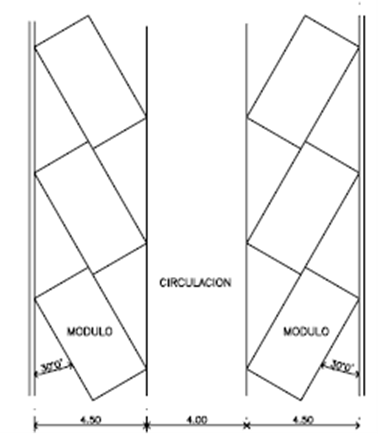 CIRCULACION
MODULO MODULO
30°0' 30°0'
4.50 4.00 4.50